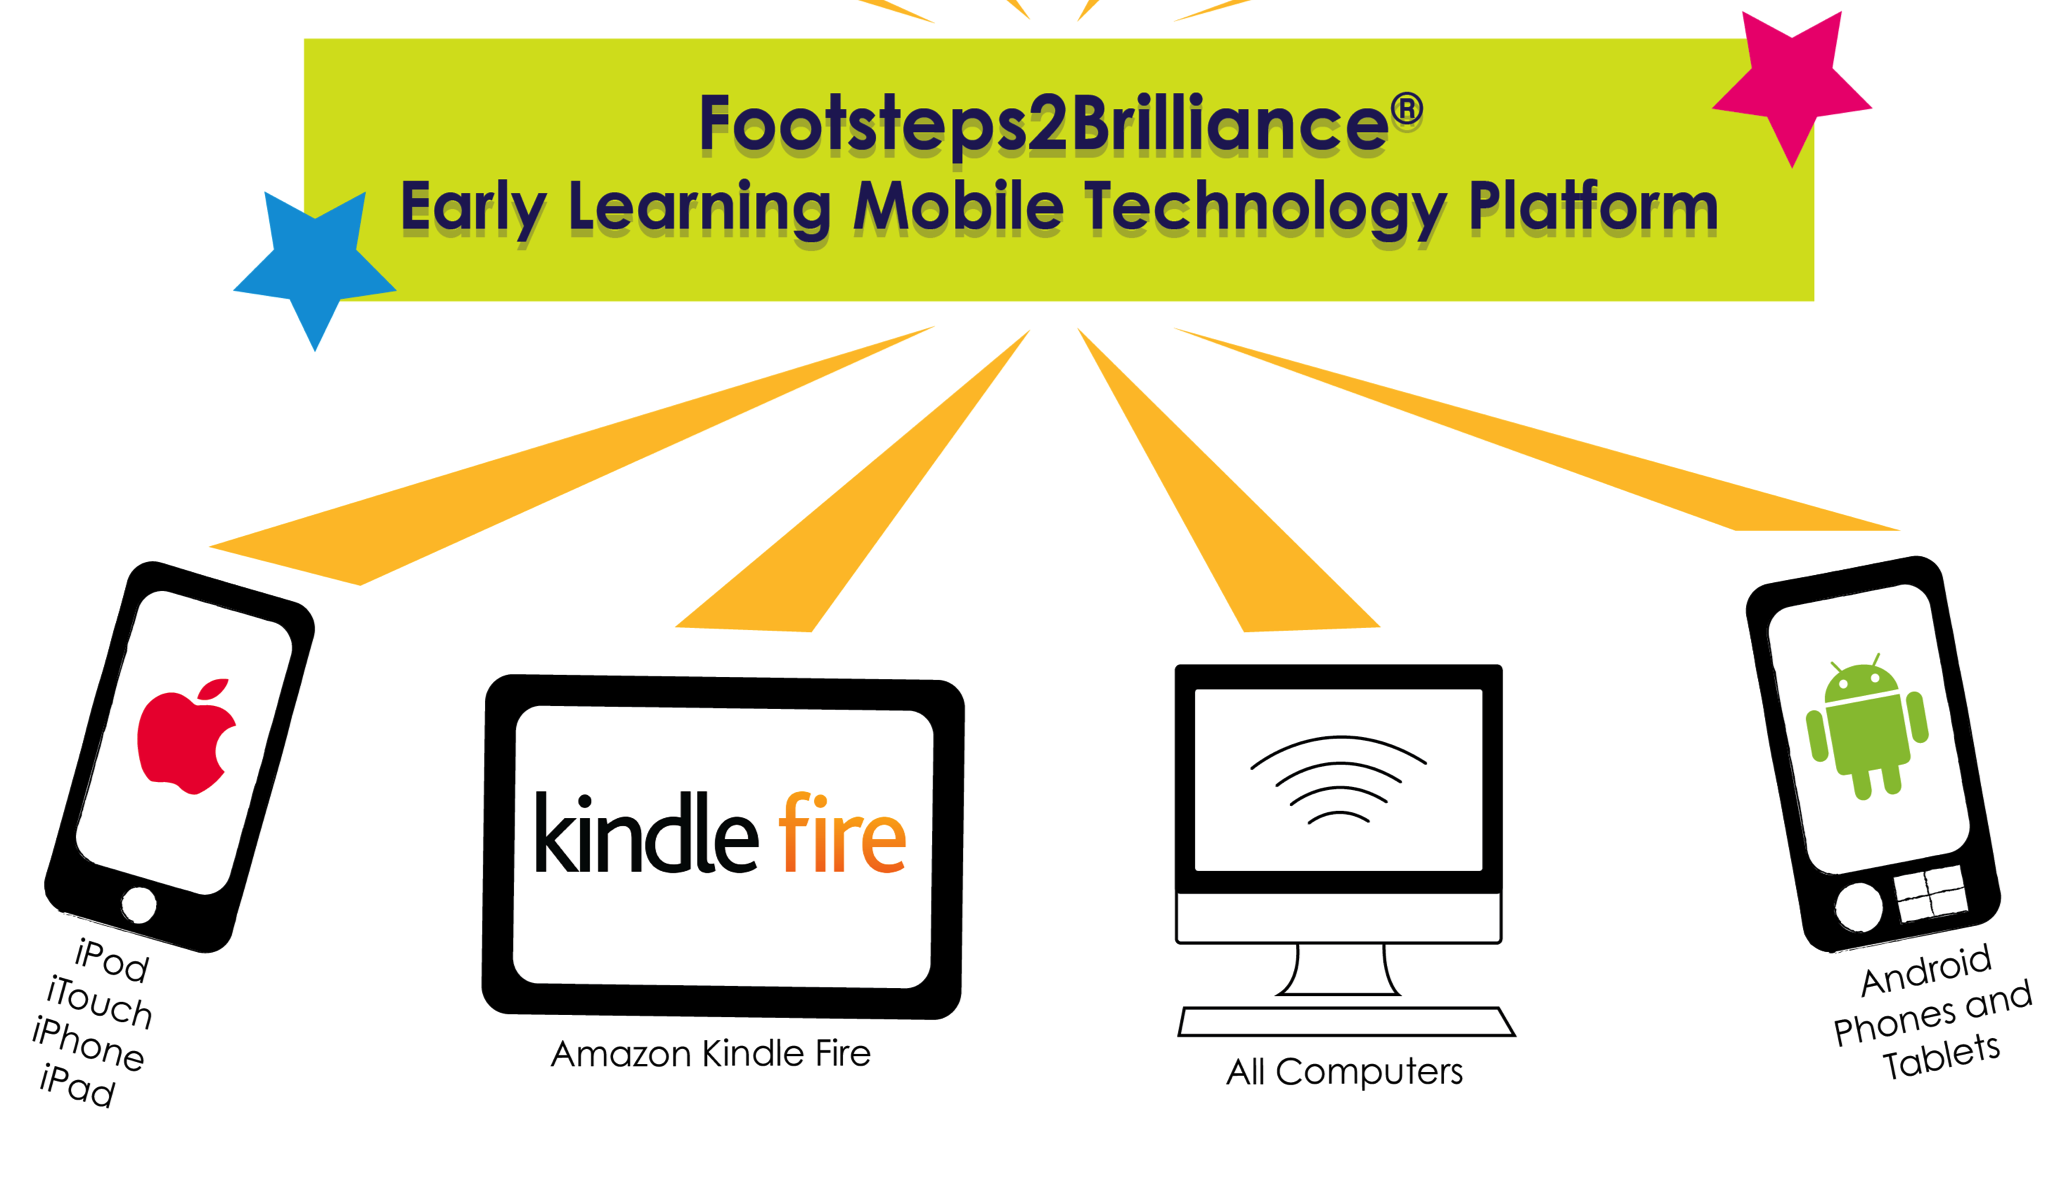 Footsteps2Brilliance®
Early Learning Mobile Technology Platform
kindle fire
iPod
iTouch
iPhone
iPad
Amazon Kindle Fire
All Computers
Android
Phones and
Tablets